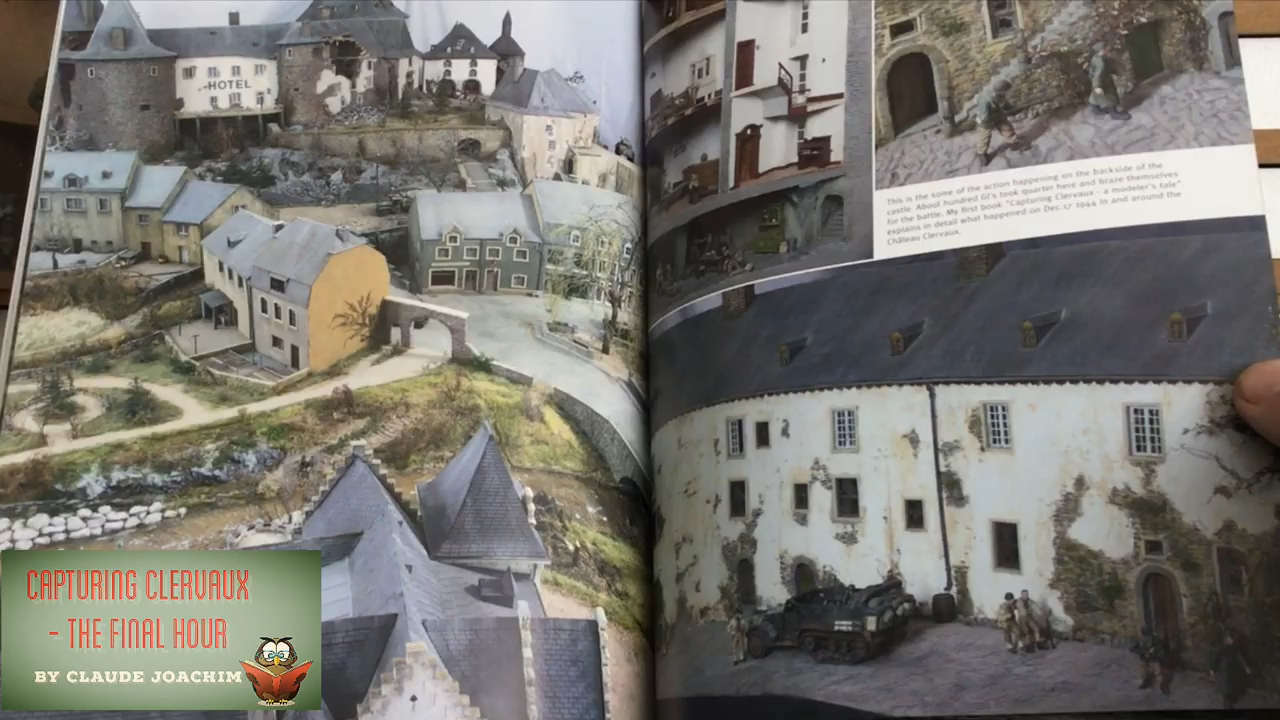 HOTEL
This is the some of the action happening on the backside of the
castle. About hundred GI's took quarter here and braze themselves
for the battle. My first book "Capturing Clervaux - a modeler's tale"
explains in detail what happened on Dec.17 1944 in and around the
Château Clervaux.
CAPTURING CLERVAUX
- THE FINAL HOUR
BY CLAUDE JOACHIM